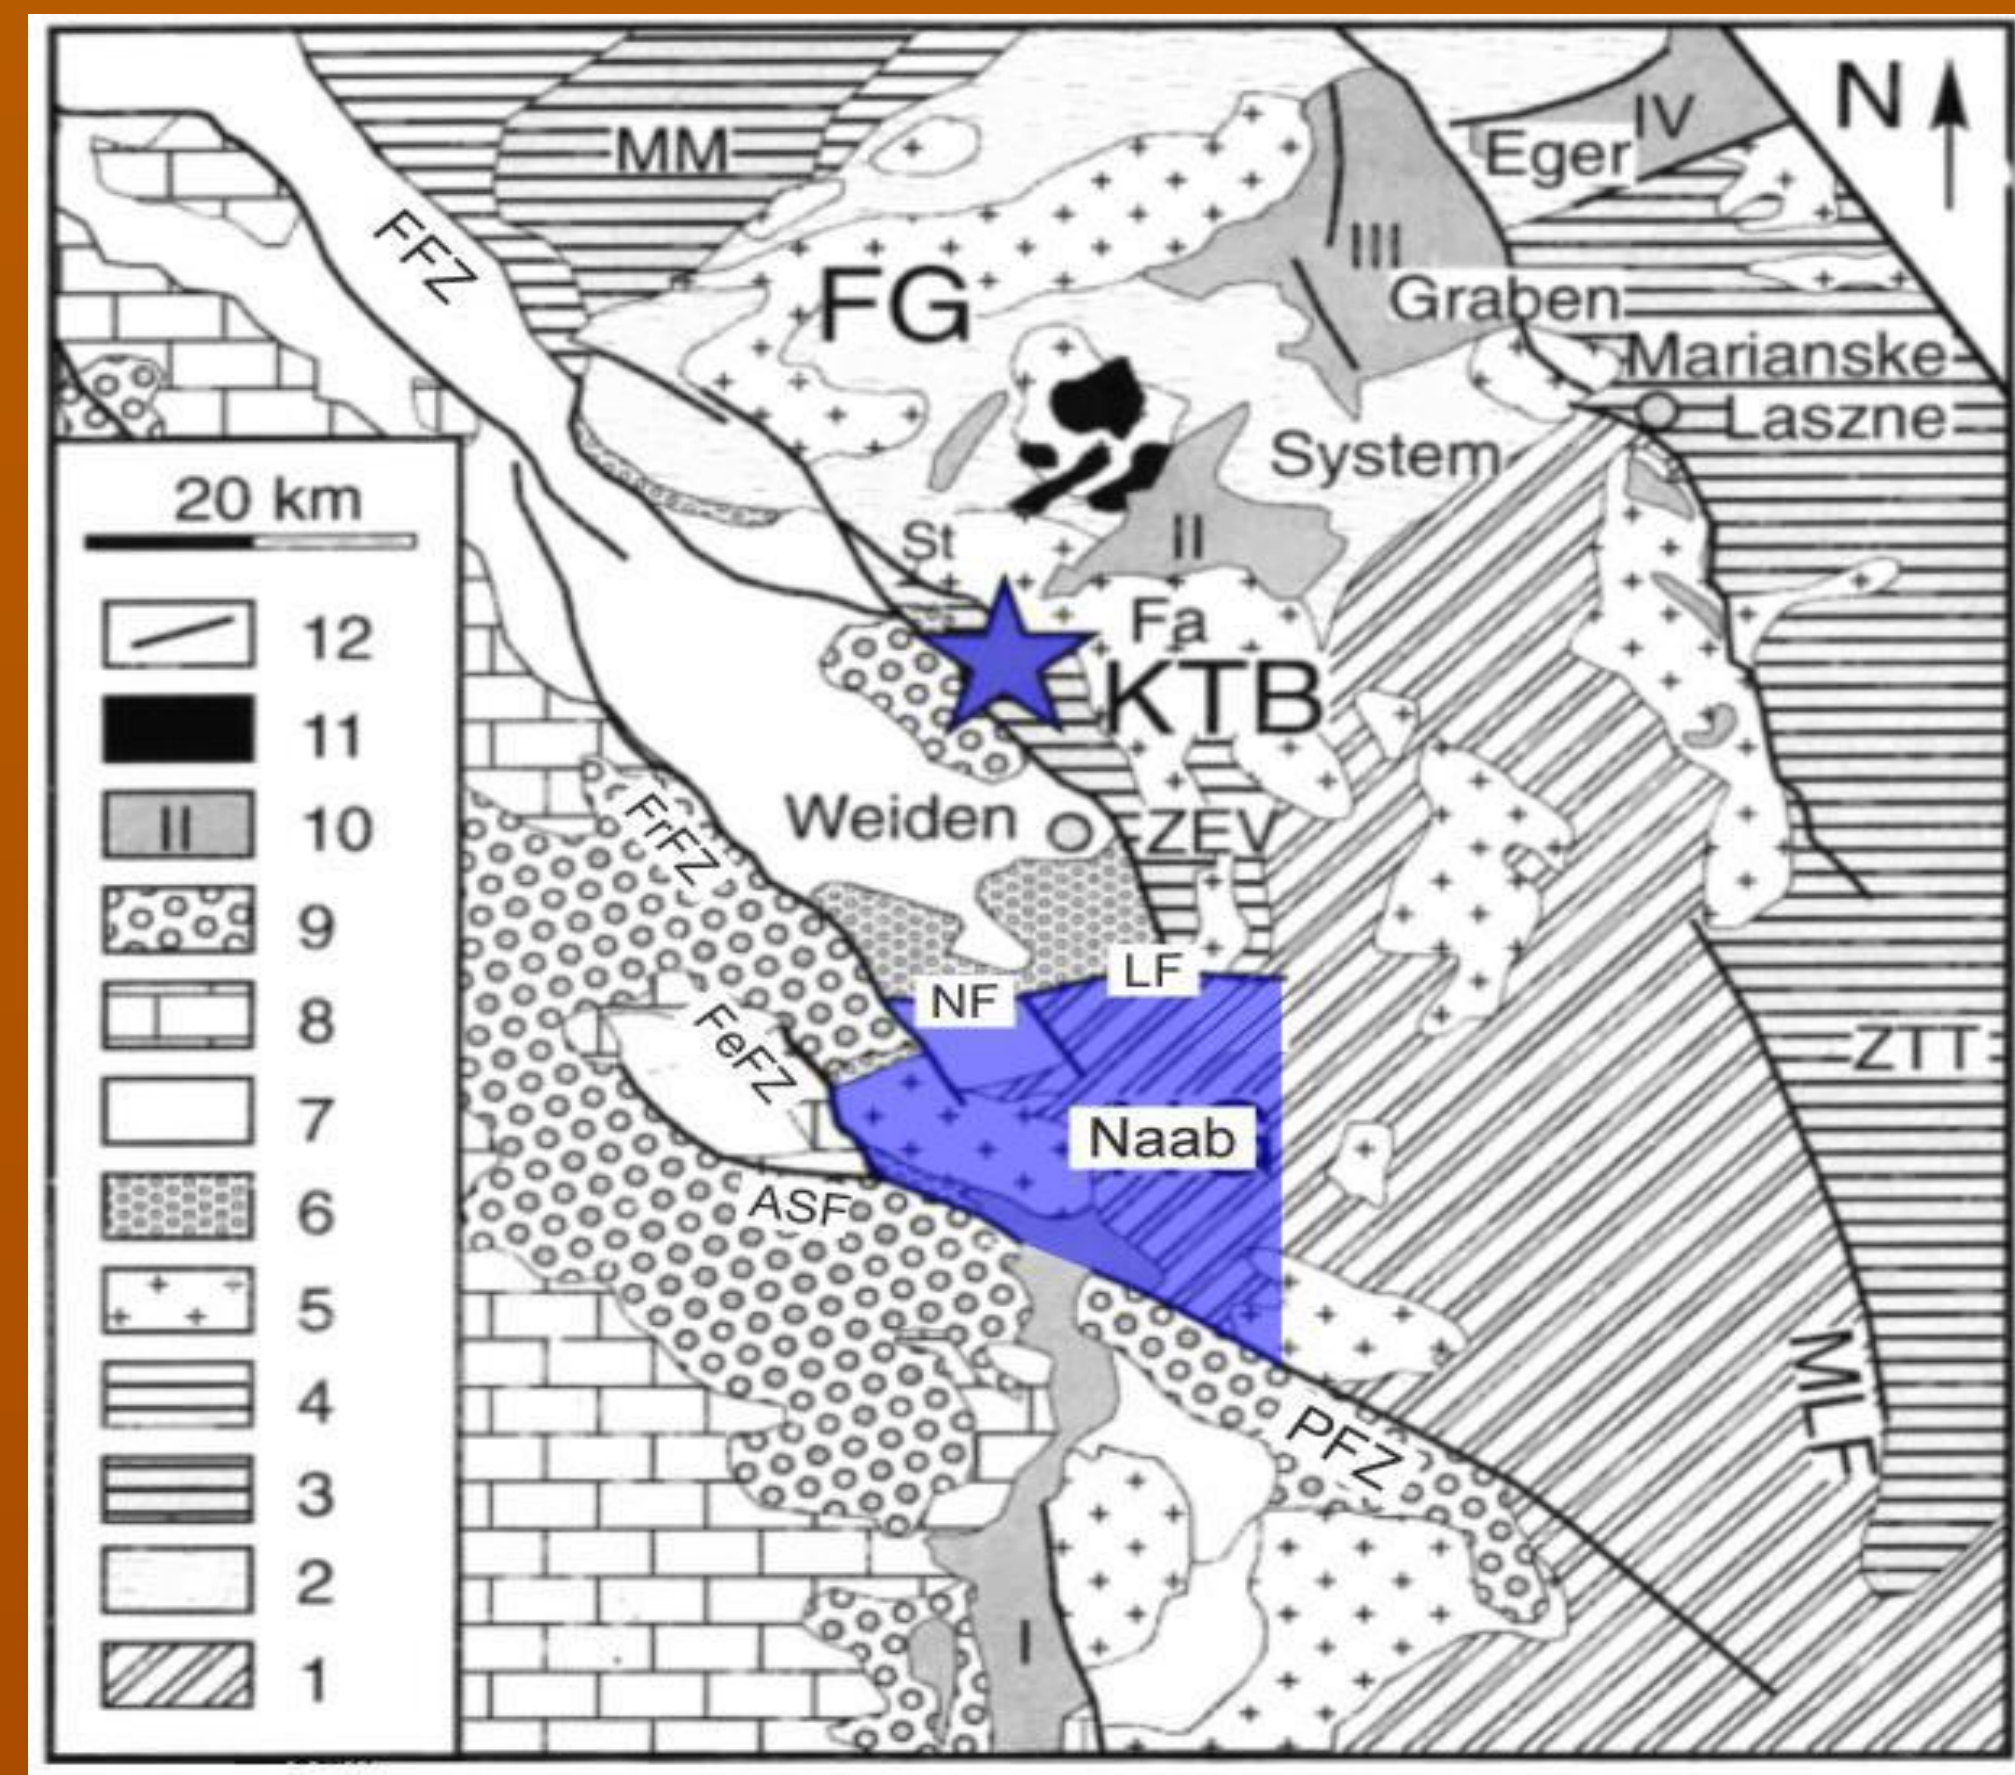 N
IV
MM
Eger
FFZ
III
FG
Graben
Marianske
Laszne
System
20 km
St
II
12
Fa
KTB
11
Weiden
ZEV
10
II
FrFZ
9
LF
NF
8
FeFZ
ZTT
7
Naab
ASF
6
5
MLF
4
PFZ
3
2
I
1